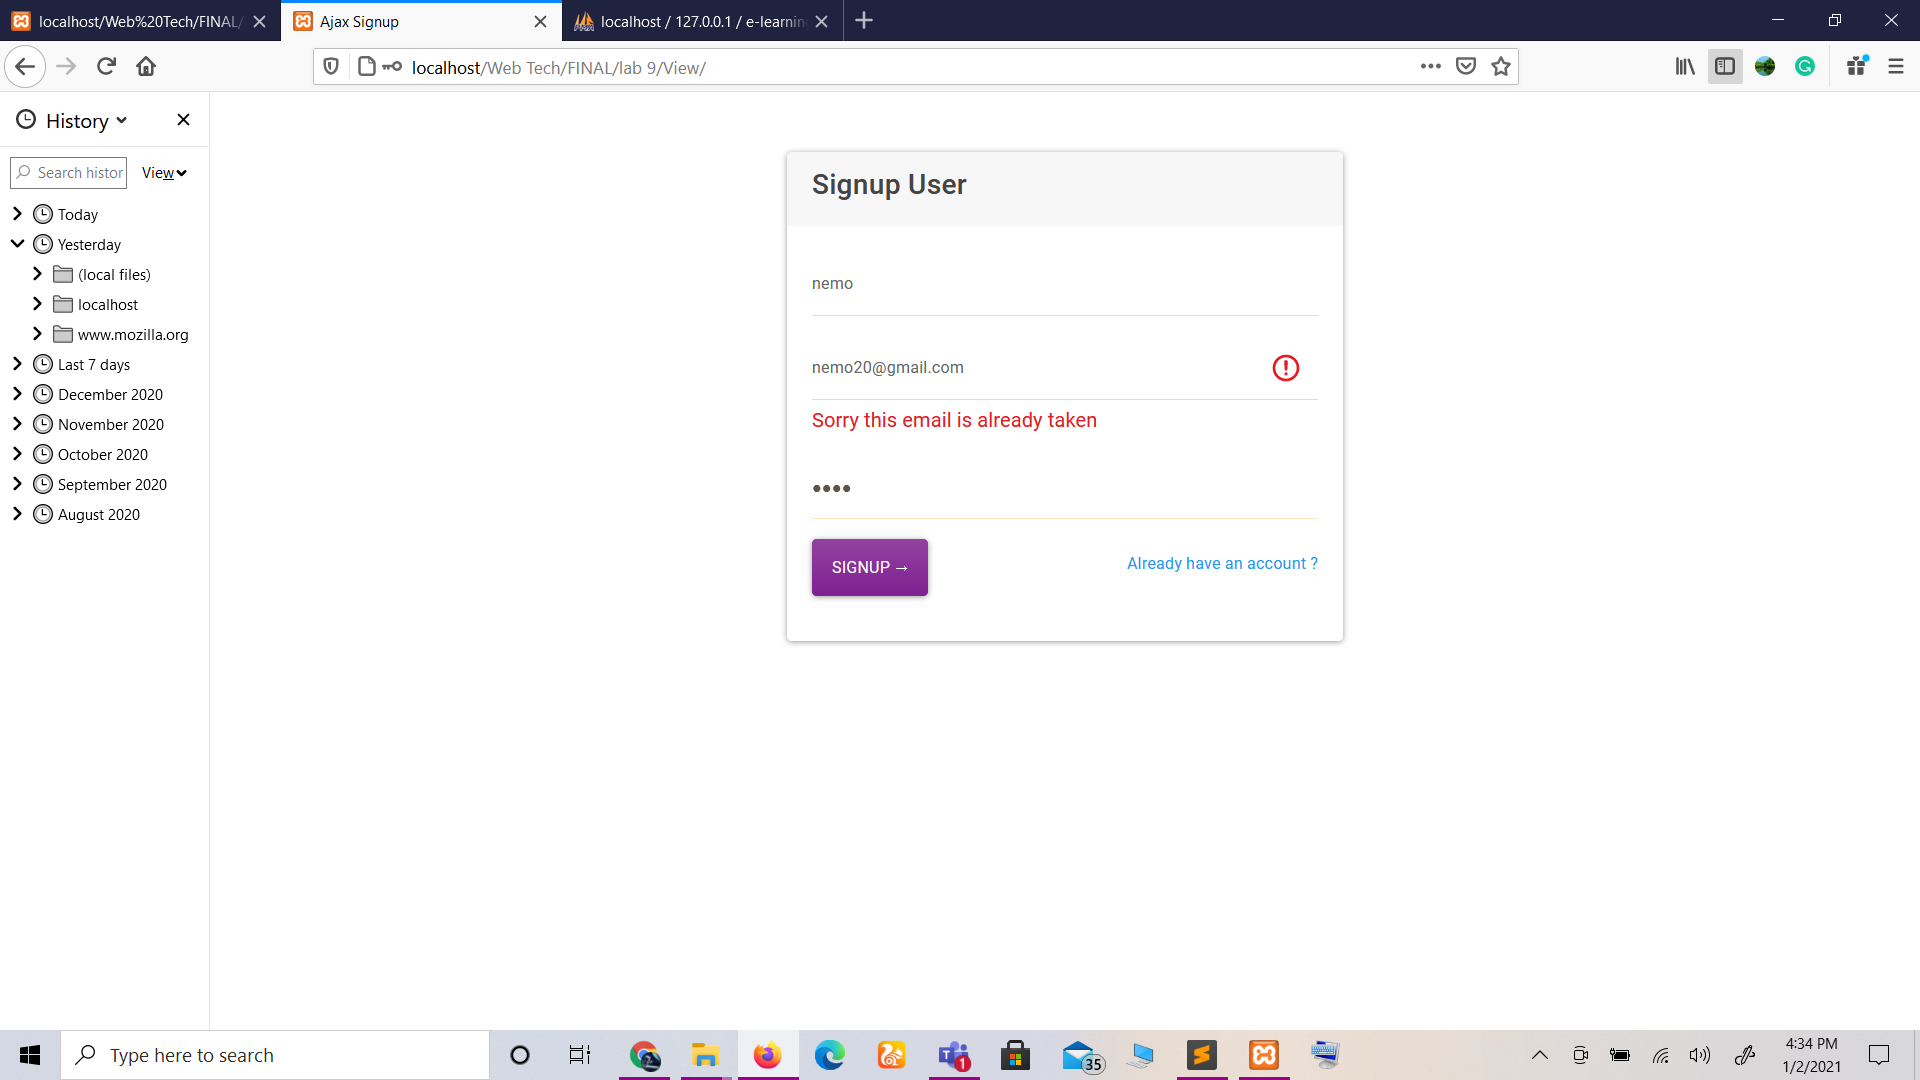 localhost/Web%20Tech/FINAL/
Ajax Signup
localhost / 127.0.0.1 / e-learnin
localhost/Web Tech/FINAL/lab 9/View/
History
Search histor
View
Today
Yesterday
(local files)
localhost
www.mozilla.org
Last 7 days
December 2020
November 2020
October 2020
September 2020
August 2020
Signup User
nemo
nemo20@gmail.com
Sorry this email is already taken
••••
SIGNUP →
Already have an account ?
Type here to search
2
T
1
35
4:34 PM
1/2/2021